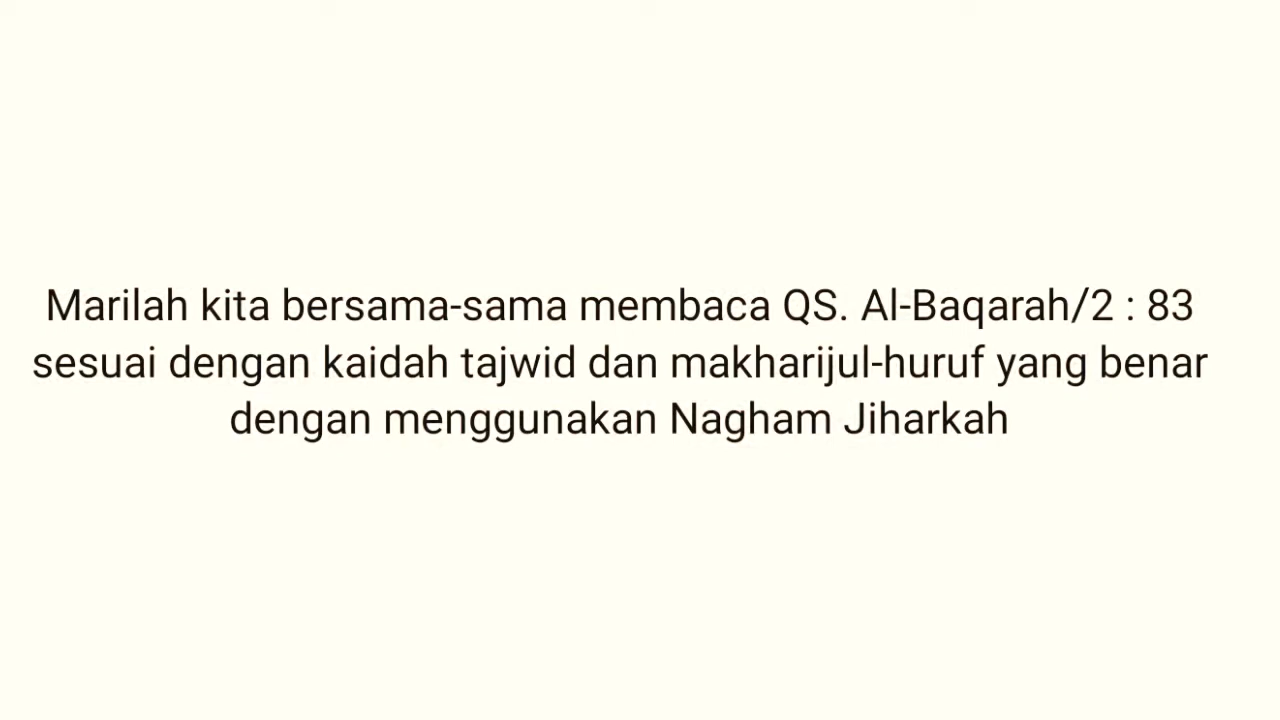 Marilah kita bersama-sama membaca QS. Al-Baqarah/2 : 83
sesuai dengan kaidah tajwid dan makharijul-huruf yang benar
dengan menggunakan Nagham Jiharkah